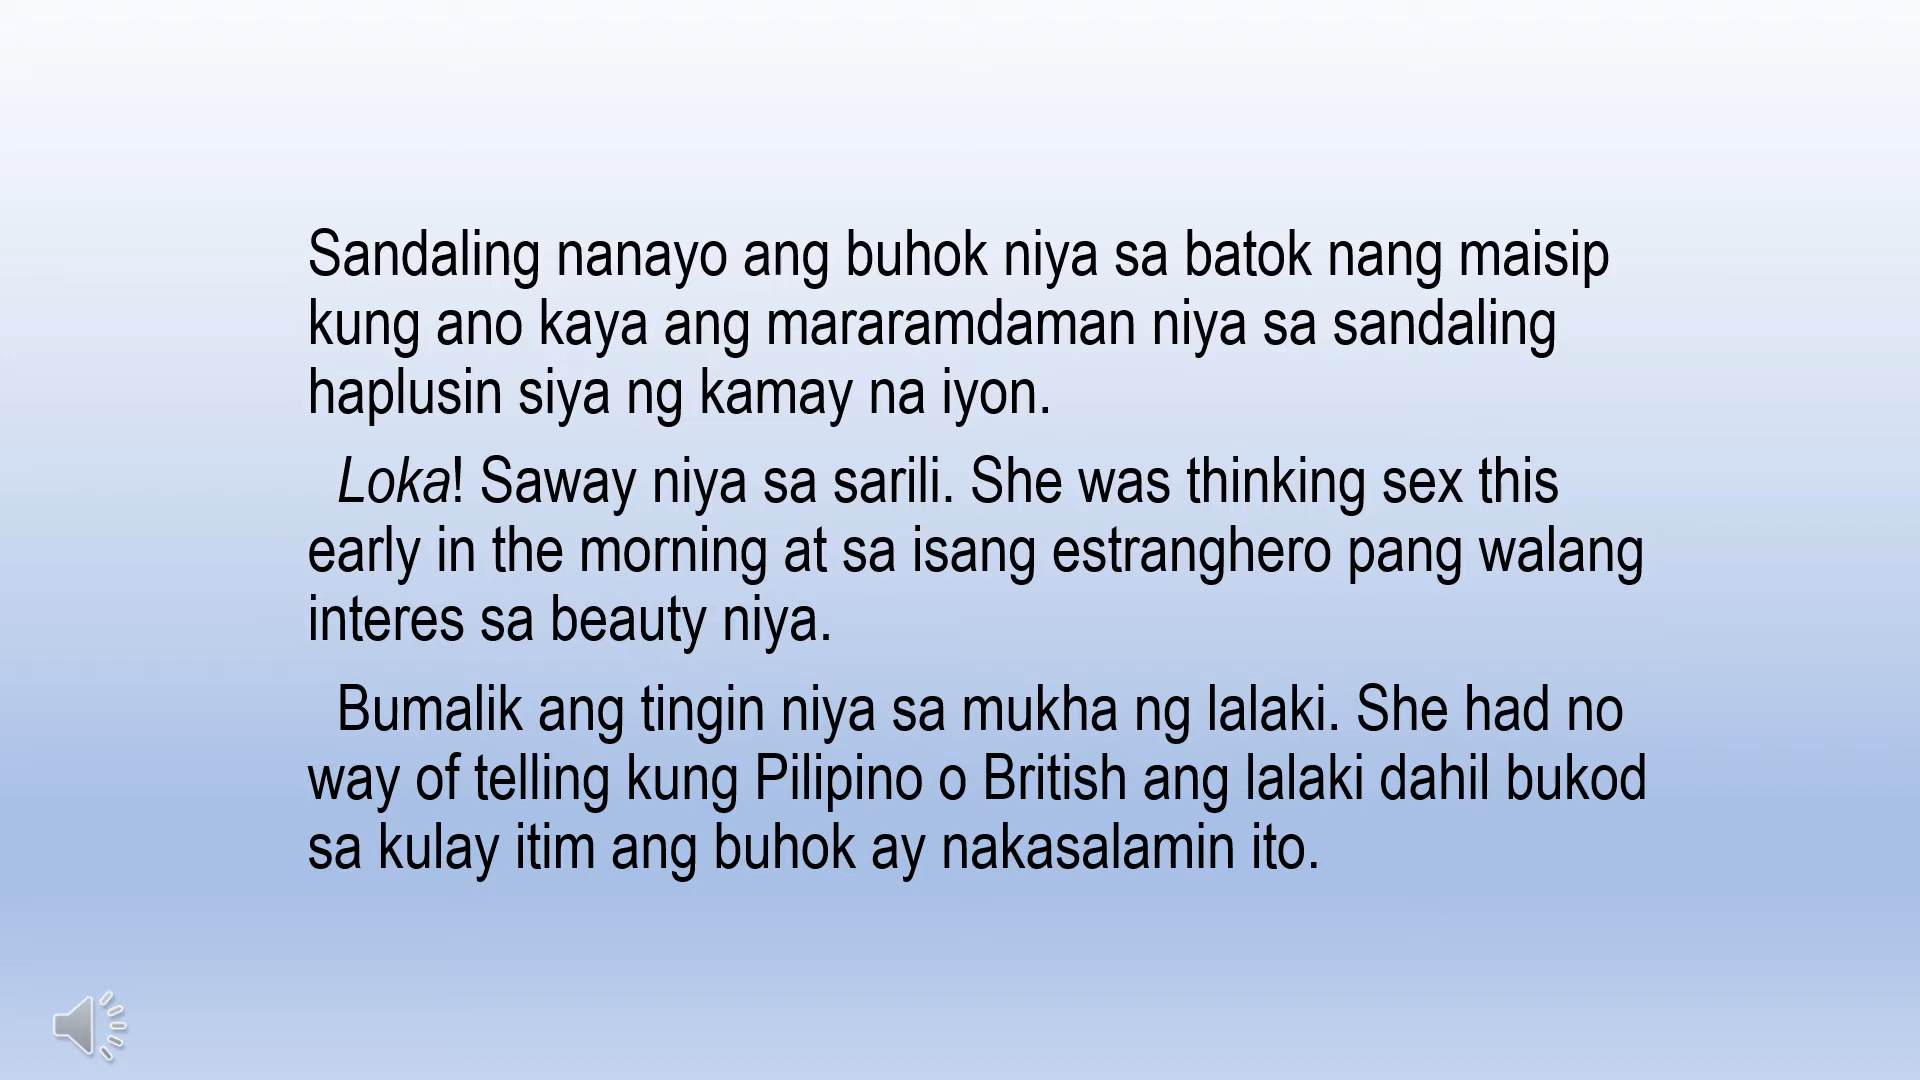 Sandaling nanayo ang buhok niya sa batok nang maisip
kung ano kaya ang mararamdaman niya sa sandaling
haplusin siya ng kamay na iyon.
Loka! Saway niya sa sarili. She was thinking sex this
early in the morning at sa isang estranghero pang walang
interes sa beauty niya.
Bumalik ang tingin niya sa mukha ng lalaki. She had no
way of telling kung Pilipino o British ang lalaki dahil bukod
sa kulay itim ang buhok ay nakasalamin ito.